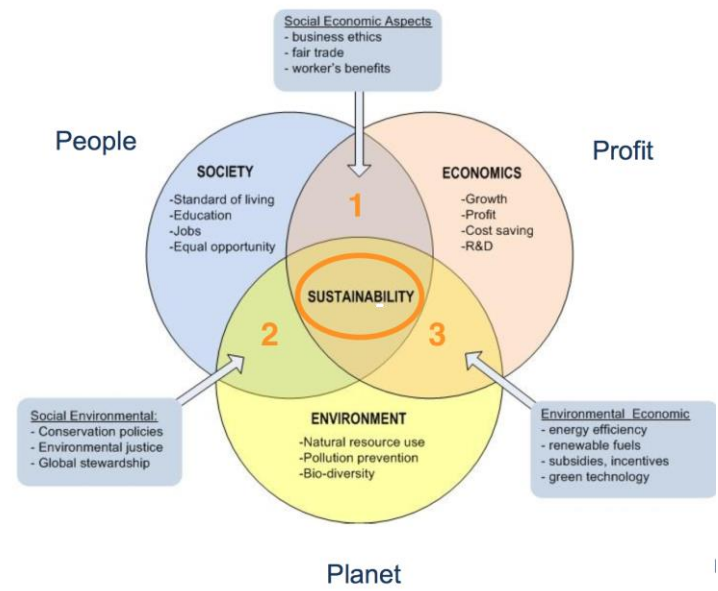 Social Economic Aspects
- business ethics
- fair trade
- worker's benefits
People
Profit
SOCIETY
-Standard of living
-Education
-Jobs
-Equal opportunity
1
ECONOMICS
-Growth
-Profit
-Cost saving
-R&D
SUSTAINABILITY
2
3
Social Environmental:
- Conservation policies
- Environmental justice
- Global stewardship
ENVIRONMENT
-Natural resource use
-Pollution prevention
-Bio-diversity
Environmental Economic
- energy efficiency
- renewable fuels
- subsidies, incentives
- green technology
Planet